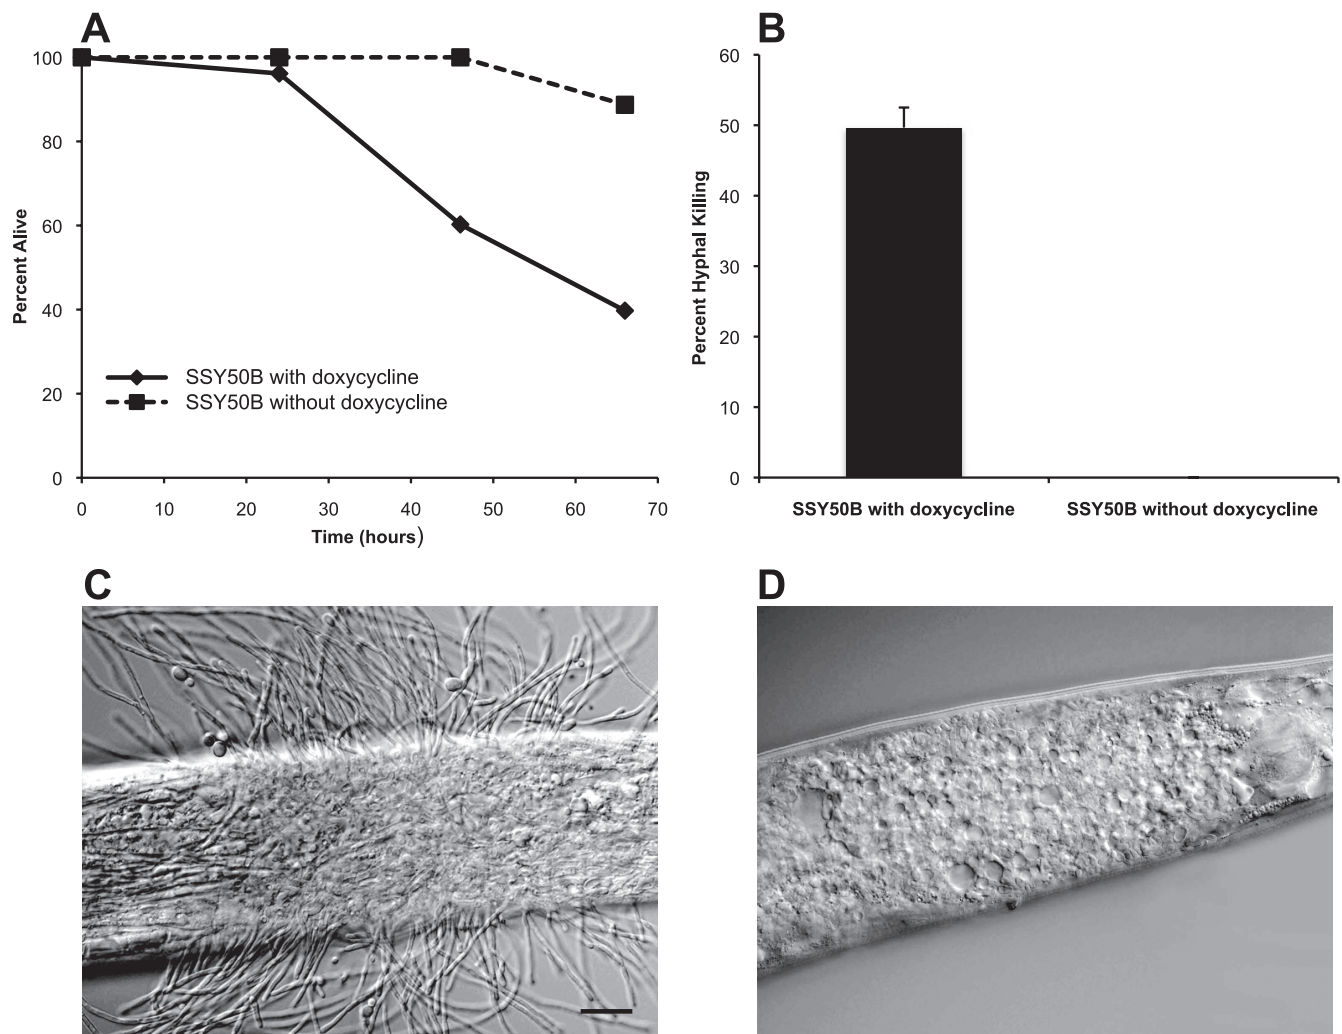 A
100
80
60
40
20
0
Percent Alive
SSY50B with doxycycline
SSY50B without doxycycline
0 10 20 30 40 50 60 70
Time (hours)
B
60
50
40
30
20
10
0
Percent Hyphal Killing
SSY50B with doxycycline SSY50B without doxycycline
C
D